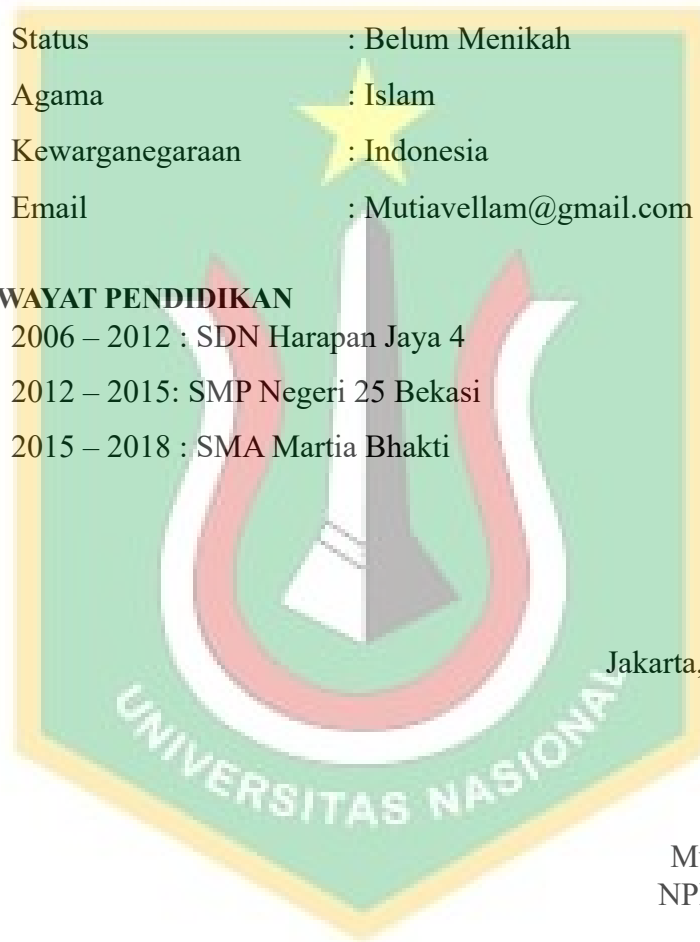 Status : Belum Menikah
Agama : Islam
Kewarganegaraan : Indonesia
Email : Mutiavellam@gmail.com
WAYAT PENDIDIKAN
2006 – 2012 : SDN Harapan Jaya 4
2012 – 2015: SMP Negeri 25 Bekasi
2015 – 2018 : SMA Martia Bhakti
Jakarta,
UNIVERSITAS NASIONAL
M
NP